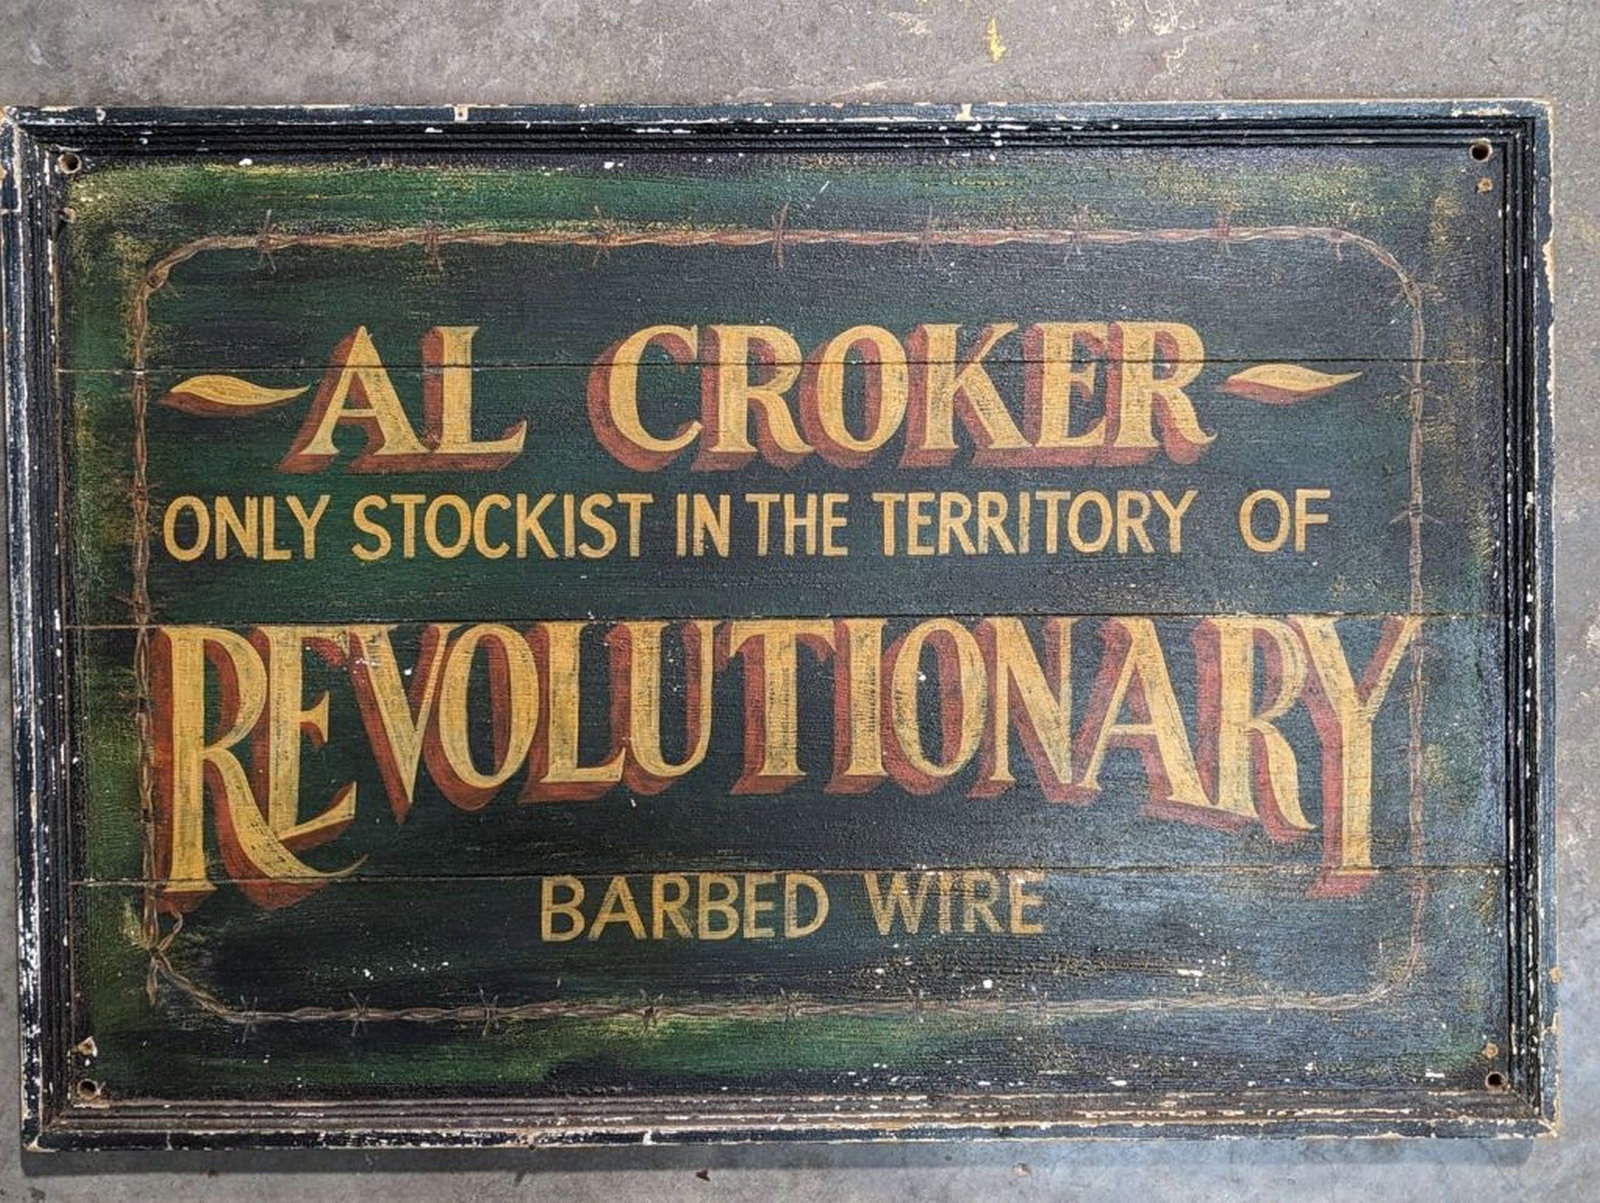 AL CROKER
ONLY STOCKIST IN THE TERRITORY OF
REVOLUTIONARY
BARBED WIRE